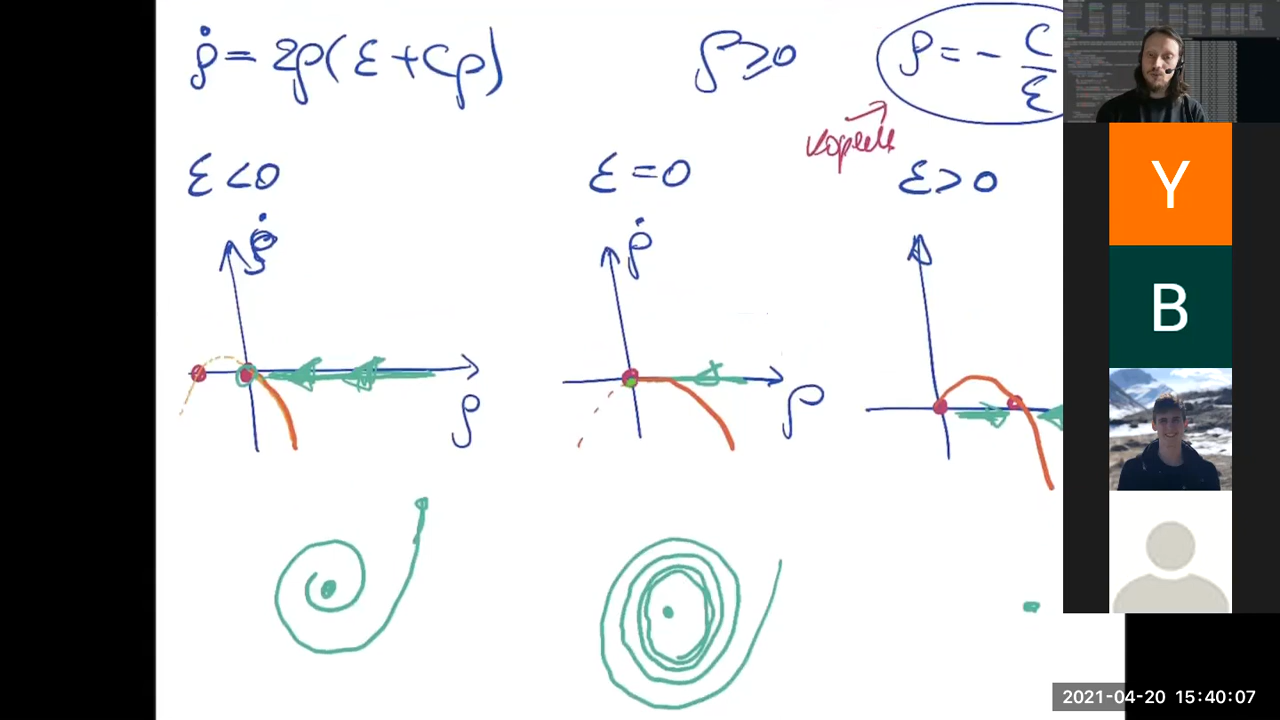 ρ̇ = 2ρ(ε + Cρ)
ρ ≥ 0
ρ = - C/ε
корень
ε < 0
ε = 0
ε > 0
ρ̇
ρ̇
ρ
ρ
Y
B
2021-04-20 15:40:07